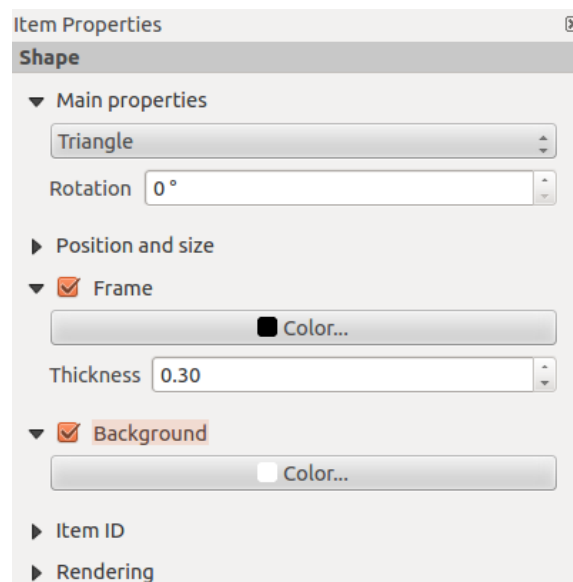 Item Properties
Shape
Main properties
Triangle
Rotation 0 °
Position and size
Frame
Color...
Thickness 0.30
Background
Color...
Item ID
Rendering